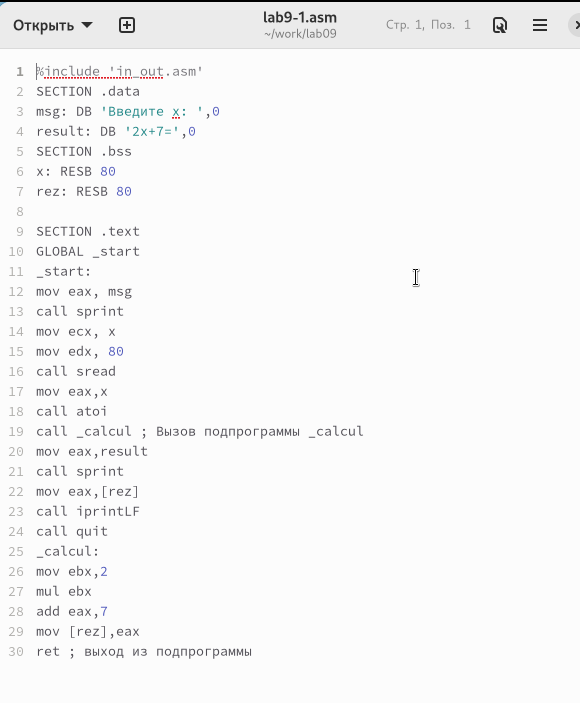 Открыть
lab9-1.asm
~/work/lab09
Стр. 1, Поз. 1
1 %include 'in_out.asm'
2 SECTION .data
3 msg: DB 'Введите x: ',0
4 result: DB '2x+7=',0
5 SECTION .bss
6 x: RESB 80
7 rez: RESB 80
8
9 SECTION .text
10 GLOBAL _start
11 _start:
12 mov eax, msg
13 call sprint
14 mov ecx, x
15 mov edx, 80
16 call sread
17 mov eax,x
18 call atoi
19 call _calcul ; Вызов подпрограммы _calcul
20 mov eax,result
21 call sprint
22 mov eax,[rez]
23 call iprintLF
24 call quit
25 _calcul:
26 mov ebx,2
27 mul ebx
28 add eax,7
29 mov [rez],eax
30 ret ; выход из подпрограммы